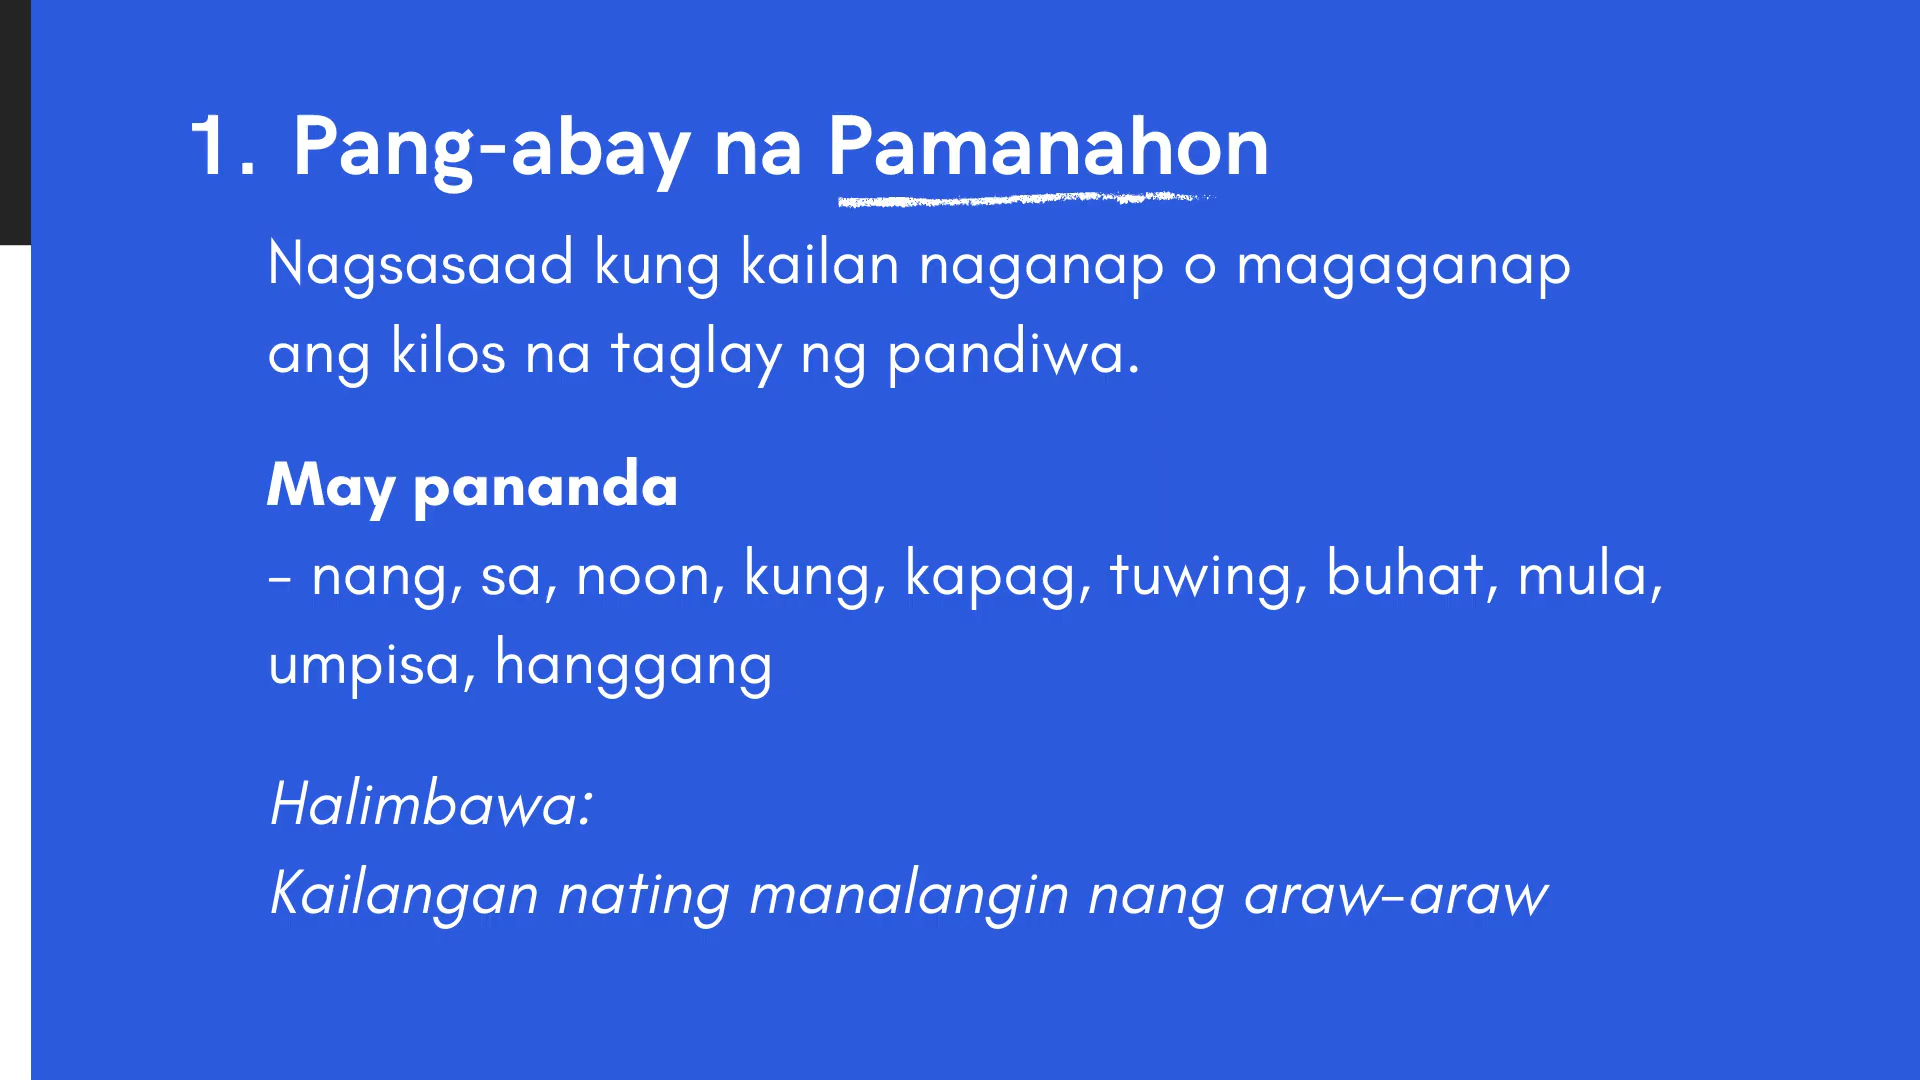 1. Pang-abay na Pamanahon
Nagsasaad kung kailan naganap o magaganap
ang kilos na taglay ng pandiwa.
May pananda
– nang, sa, noon, kung, kapag, tuwing, buhat, mula,
umpisa, hanggang
Halimbawa:
Kailangan nating manalangin nang araw-araw